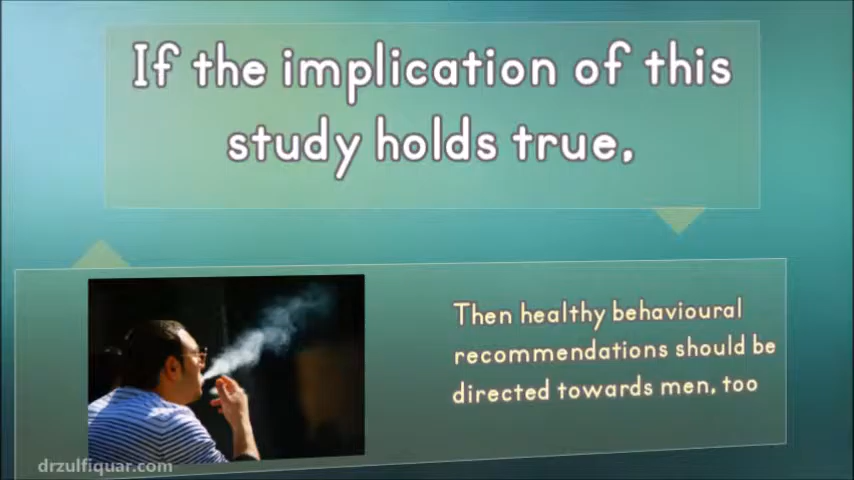 If the implication of this
study holds true,
Then healthy behavioural
recommendations should be
directed towards men, too
drzulfiquar.com